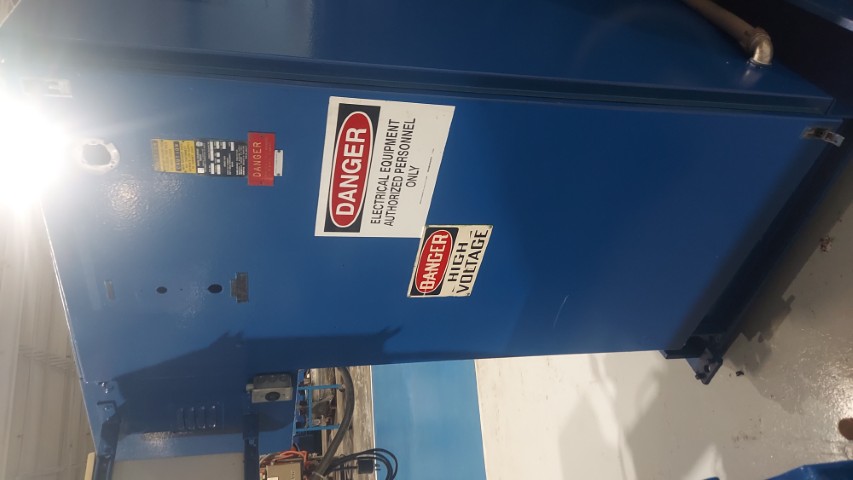 DANGER
DANGER
ELECTRICAL EQUIPMENT
AUTHORIZED PERSONNEL
ONLY
DANGER
HIGH
VOLTAGE